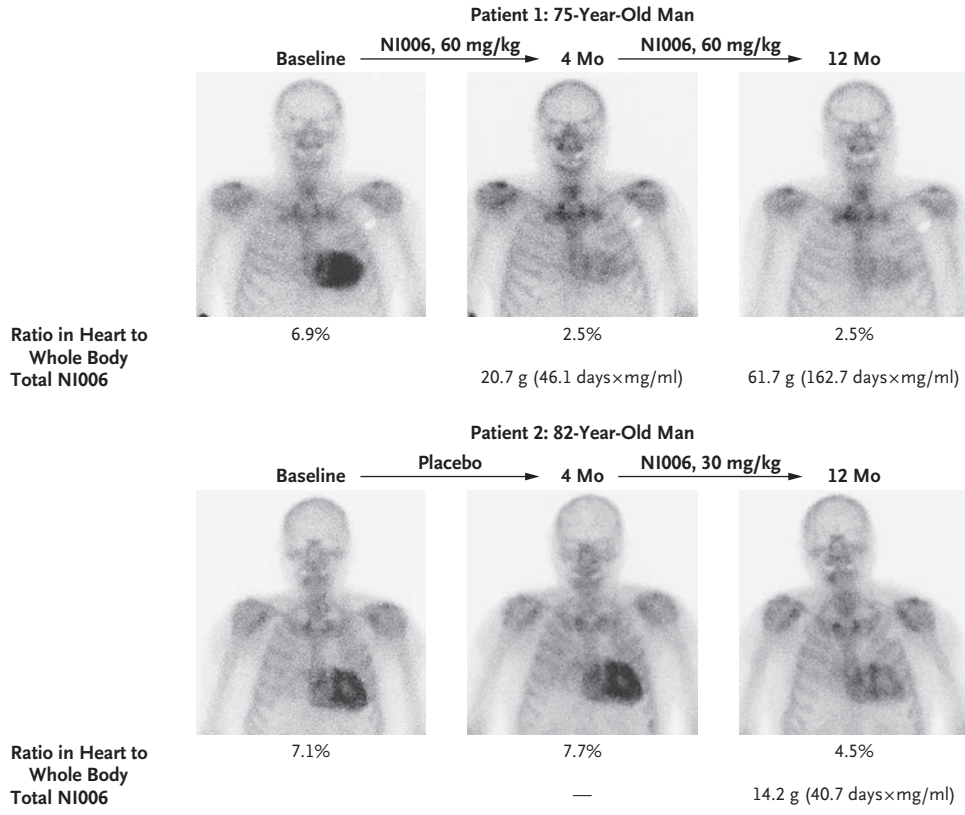 Patient 1: 75-Year-Old Man
Baseline NI006, 60 mg/kg 4 Mo NI006, 60 mg/kg 12 Mo
Ratio in Heart to 6.9% 2.5% 2.5%
Whole Body
Total NI006 20.7 g (46.1 days×mg/ml) 61.7 g (162.7 days×mg/ml)
Patient 2: 82-Year-Old Man
Baseline Placebo 4 Mo NI006, 30 mg/kg 12 Mo
Ratio in Heart to 7.1% 7.7% 4.5%
Whole Body
Total NI006 — 14.2 g (40.7 days×mg/ml)